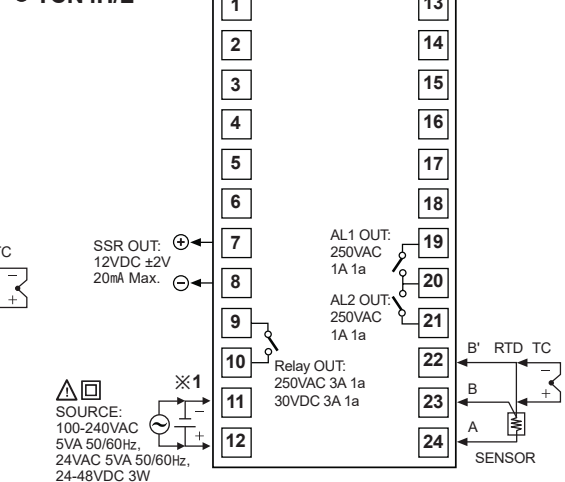 1 13
2 14
3 15
4 16
5 17
6 18
7 19
8 20
9 21
10 22
11 23
12 24
SSR OUT:
12VDC ±2V
20mA Max.
AL1 OUT:
250VAC
1A 1a
AL2 OUT:
250VAC
1A 1a
Relay OUT:
250VAC 3A 1a
30VDC 3A 1a
※1
SOURCE:
100-240VAC
5VA 50/60Hz,
24VAC 5VA 50/60Hz,
24-48VDC 3W
B' RTD TC
B
A
SENSOR